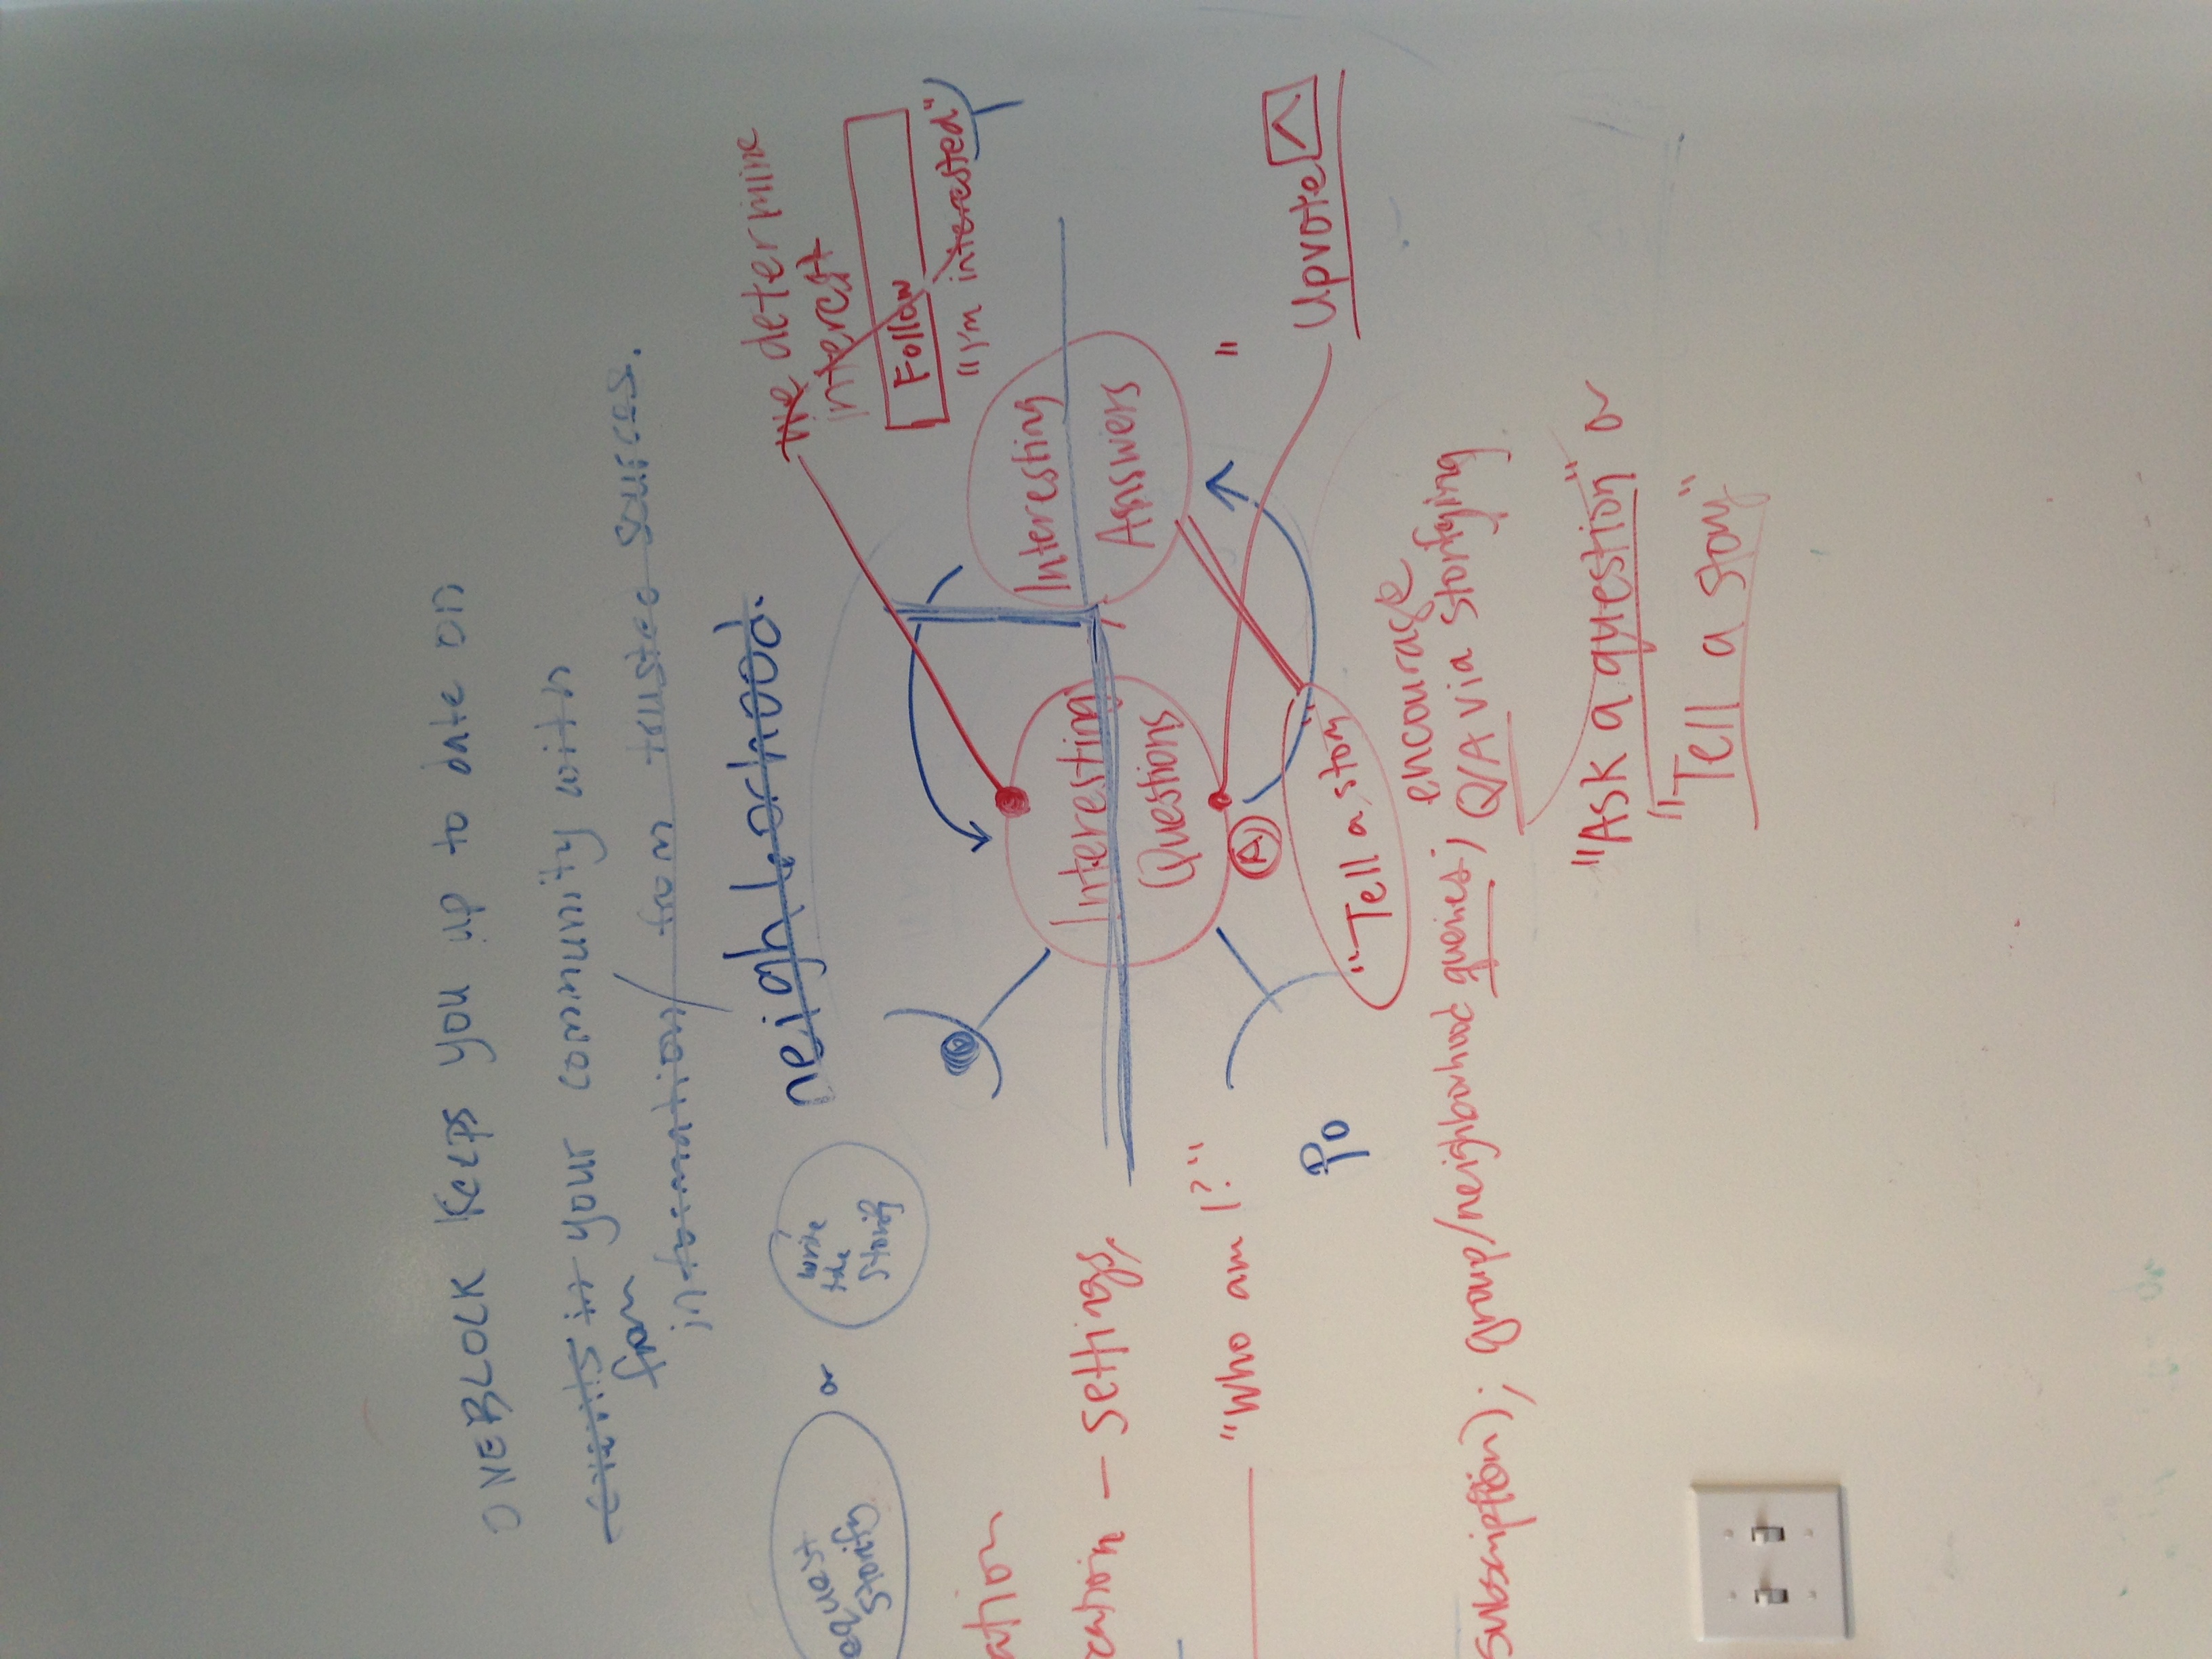 ONEBLOCK Keeps you up to date on
events in your community with
from
information/ from trusted sources.
neighborhood.
equest
storify
or
write
the
storify
we determine
interest
Follow
"I'm interested"
ation
cation - settings,
Interesting
Questions
Interesting
Answers
"Who am I?"
A
Po
"Tell a story"
"
Upvote
subscription); group/neighborhood queries; encourage
Q/A via storifying
"Ask a question" or
"Tell a story"